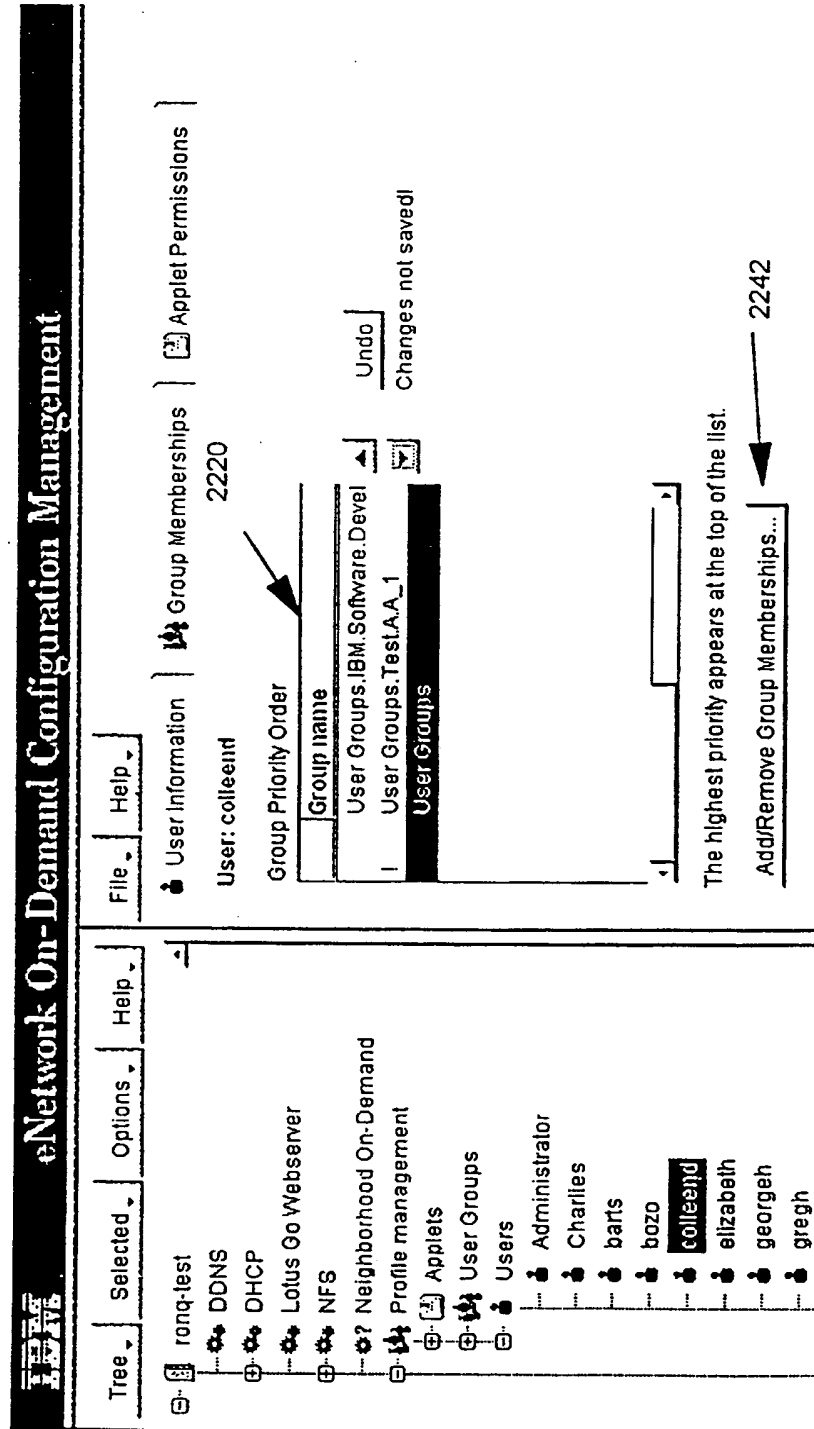 IBM
eNetwork On-Demand Configuration Management
Tree Selected Options Help
ronq-test
DDNS
DHCP
Lotus Go Webserver
NFS
? Neighborhood On-Demand
Profile management
Applets
User Groups
Users
Administrator
Charlies
barts
bozo
colleend
elizabeth
georgeh
gregh
File Help
User Information Group Memberships Applet Permissions
User: colleend
2220
Group Priority Order
Group name
User Groups.IBM.Software.Devel
! User Groups.Test.A.A_1
User Groups
Undo
Changes not saved!
The highest priority appears at the top of the list.
Add/Remove Group Memberships...
2242